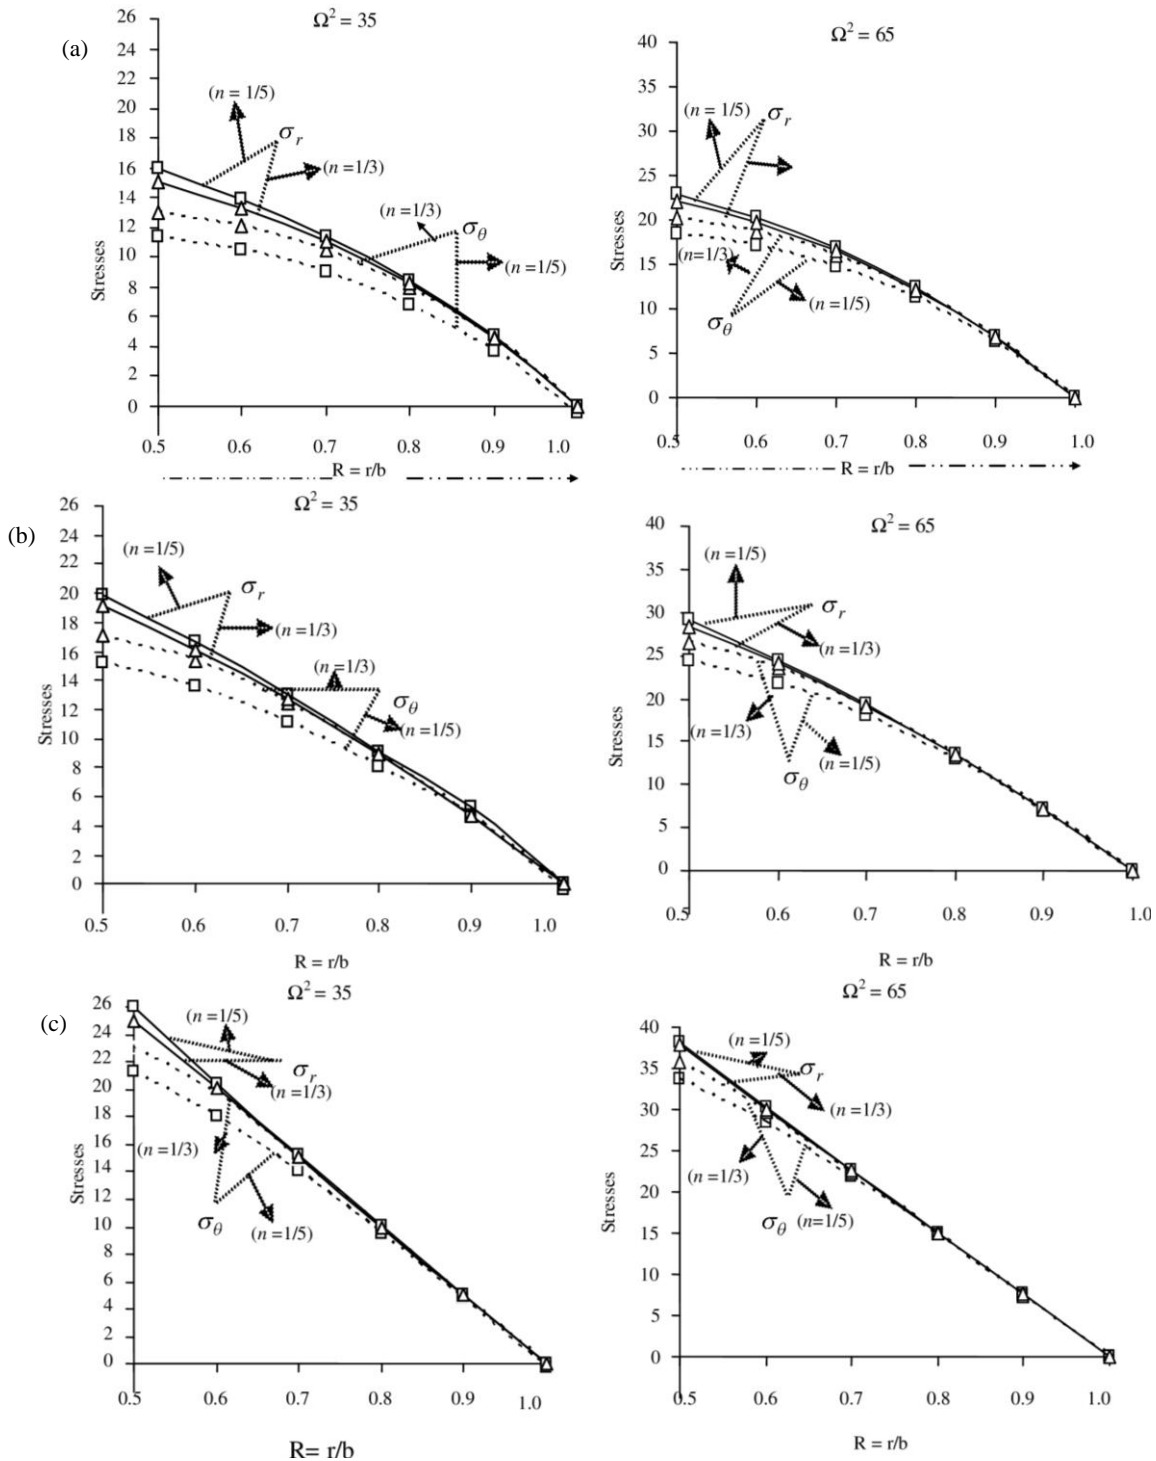 (a)
Ω² = 35
26
24
22
20
18
16
14
12
10
8
6
4
2
0
Stresses
(n = 1/5)
σr
(n = 1/3)
(n = 1/3)
σθ
(n = 1/5)
0.5 0.6 0.7 0.8 0.9 1.0
R = r/b
Ω² = 65
40
35
30
25
20
15
10
5
0
Stresses
(n = 1/5)
σr
(n = 1/3)
(n = 1/5)
σθ
0.5 0.6 0.7 0.8 0.9 1.0
R = r/b
(b)
Ω² = 35
26
24
22
20
18
16
14
12
10
8
6
4
2
0
Stresses
(n =1/5)
σr
(n =1/3)
(n=1/3)
σθ
(n =1/5)
0.5 0.6 0.7 0.8 0.9 1.0
R = r/b
Ω² = 65
40
35
30
25
20
15
10
5
0
Stresses
(n =1/5)
σr
(n =1/3)
(n =1/3)
(n =1/5)
σθ
0.5 0.6 0.7 0.8 0.9 1.0
R = r/b
(c)
Ω² = 35
26
24
22
20
18
16
14
12
10
8
6
4
2
0
Stresses
(n =1/5)
σr
(n =1/3)
(n =1/3)
σθ
(n =1/5)
0.5 0.6 0.7 0.8 0.9 1.0
R= r/b
Ω² = 65
40
35
30
25
20
15
10
5
0
Stresses
(n =1/5)
σr
(n =1/3)
(n =1/3)
σθ
(n=1/5)
0.5 0.6 0.7 0.8 0.9 1.0
R = r/b